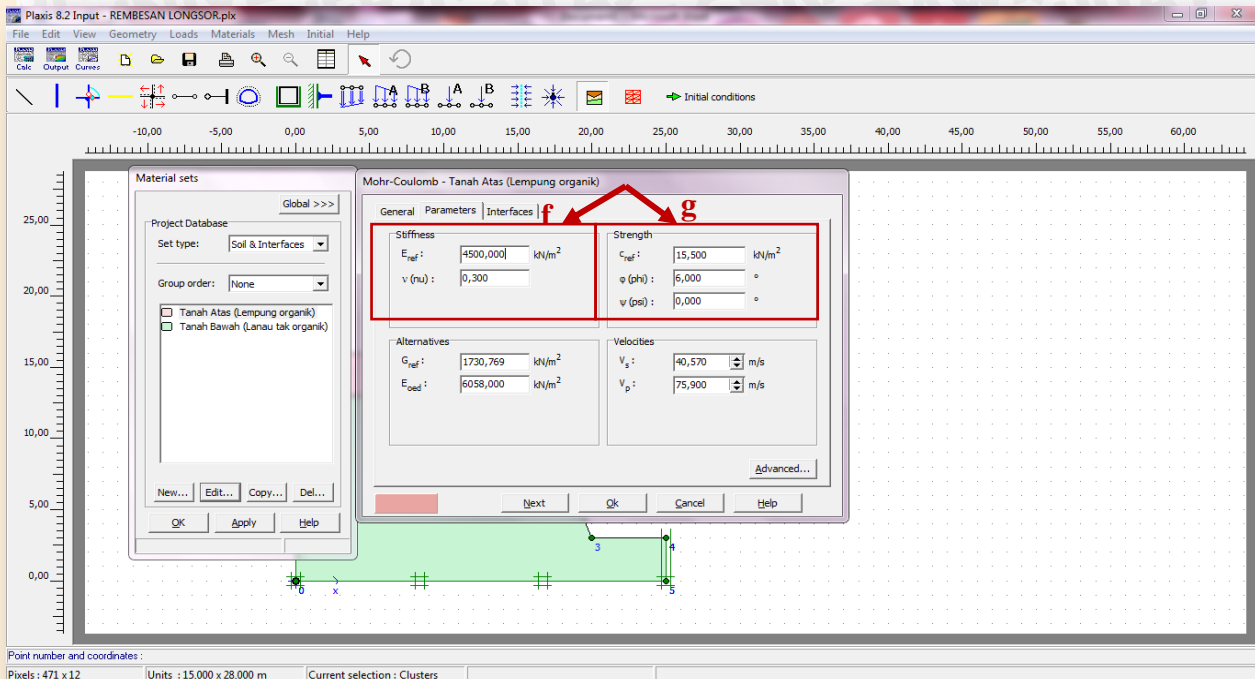 Plaxis 8.2 Input - REMBESAN LONGSOR.plx
File Edit View Geometry Loads Materials Mesh Initial Help
Calc Output Curves
A B A B Initial conditions
-10,00 -5,00 0,00 5,00 10,00 15,00 20,00 25,00 30,00 35,00 40,00 45,00 50,00 55,00 60,00
25,00
20,00
15,00
10,00
5,00
0,00
Material sets
Global >>>
Project Database
Set type: Soil & Interfaces
Group order: None
Tanah Atas (Lempung organik)
Tanah Bawah (Lanau tak organik)
New... Edit... Copy... Del...
OK Apply Help
Mohr-Coulomb - Tanah Atas (Lempung organik)
General Parameters Interfaces
f g
Stiffness
Eref : 4500,000 kN/m2
ν (nu) : 0,300
Strength
cref : 15,500 kN/m2
φ (phi) : 6,000 °
ψ (psi) : 0,000 °
Alternatives
Gref : 1730,769 kN/m2
Eoed : 6058,000 kN/m2
Velocities
Vs : 40,570 m/s
Vp : 75,900 m/s
Advanced...
Next Ok Cancel Help
3 4
0 x 5
Point number and coordinates :
Pixels : 471 x 12 Units : 15.000 x 28.000 m Current selection : Clusters